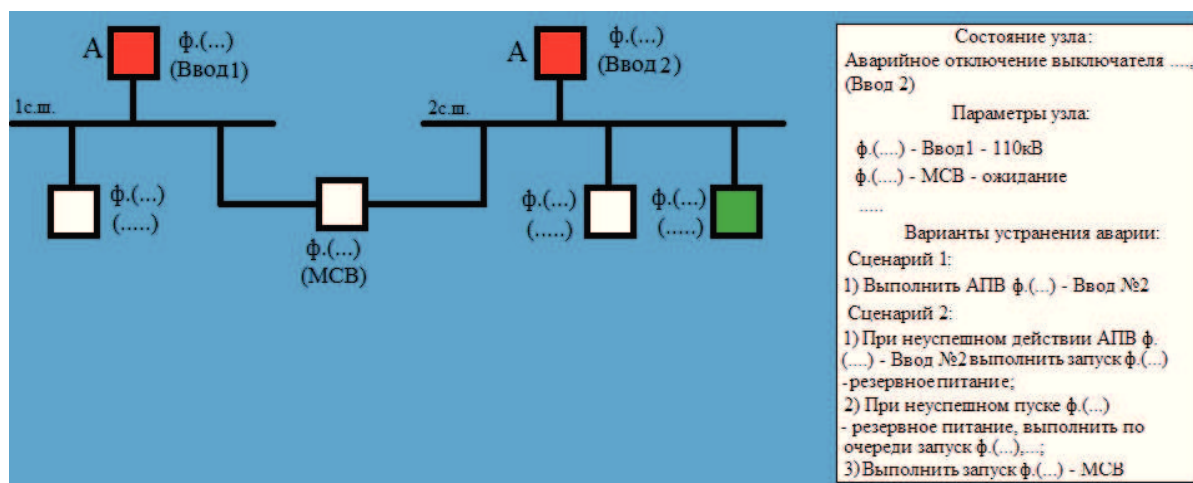 А
ф.(...)
(Ввод1)
А
ф.(...)
(Ввод 2)
1с.ш.
2с.ш.
ф.(...)
(.....)
ф.(...)
(МСВ)
ф.(...)
(.....)
ф.(...)
(.....)
Состояние узла:
Аварийное отключение выключателя ....,
(Ввод 2)
Параметры узла:
ф.(....) - Ввод1 - 110кВ
ф.(....) - МСВ - ожидание
.....
Варианты устранения аварии:
Сценарий 1:
1) Выполнить АПВ ф.(...) - Ввод №2
Сценарий 2:
1) При неуспешном действии АПВ ф.
(....) - Ввод №2 выполнить запуск ф.(...)
-резервное питание;
2) При неуспешном пуске ф.(...)
- резервное питание, выполнить по
очереди запуск ф.(...),...;
3)Выполнить запуск ф.(...) - МСВ